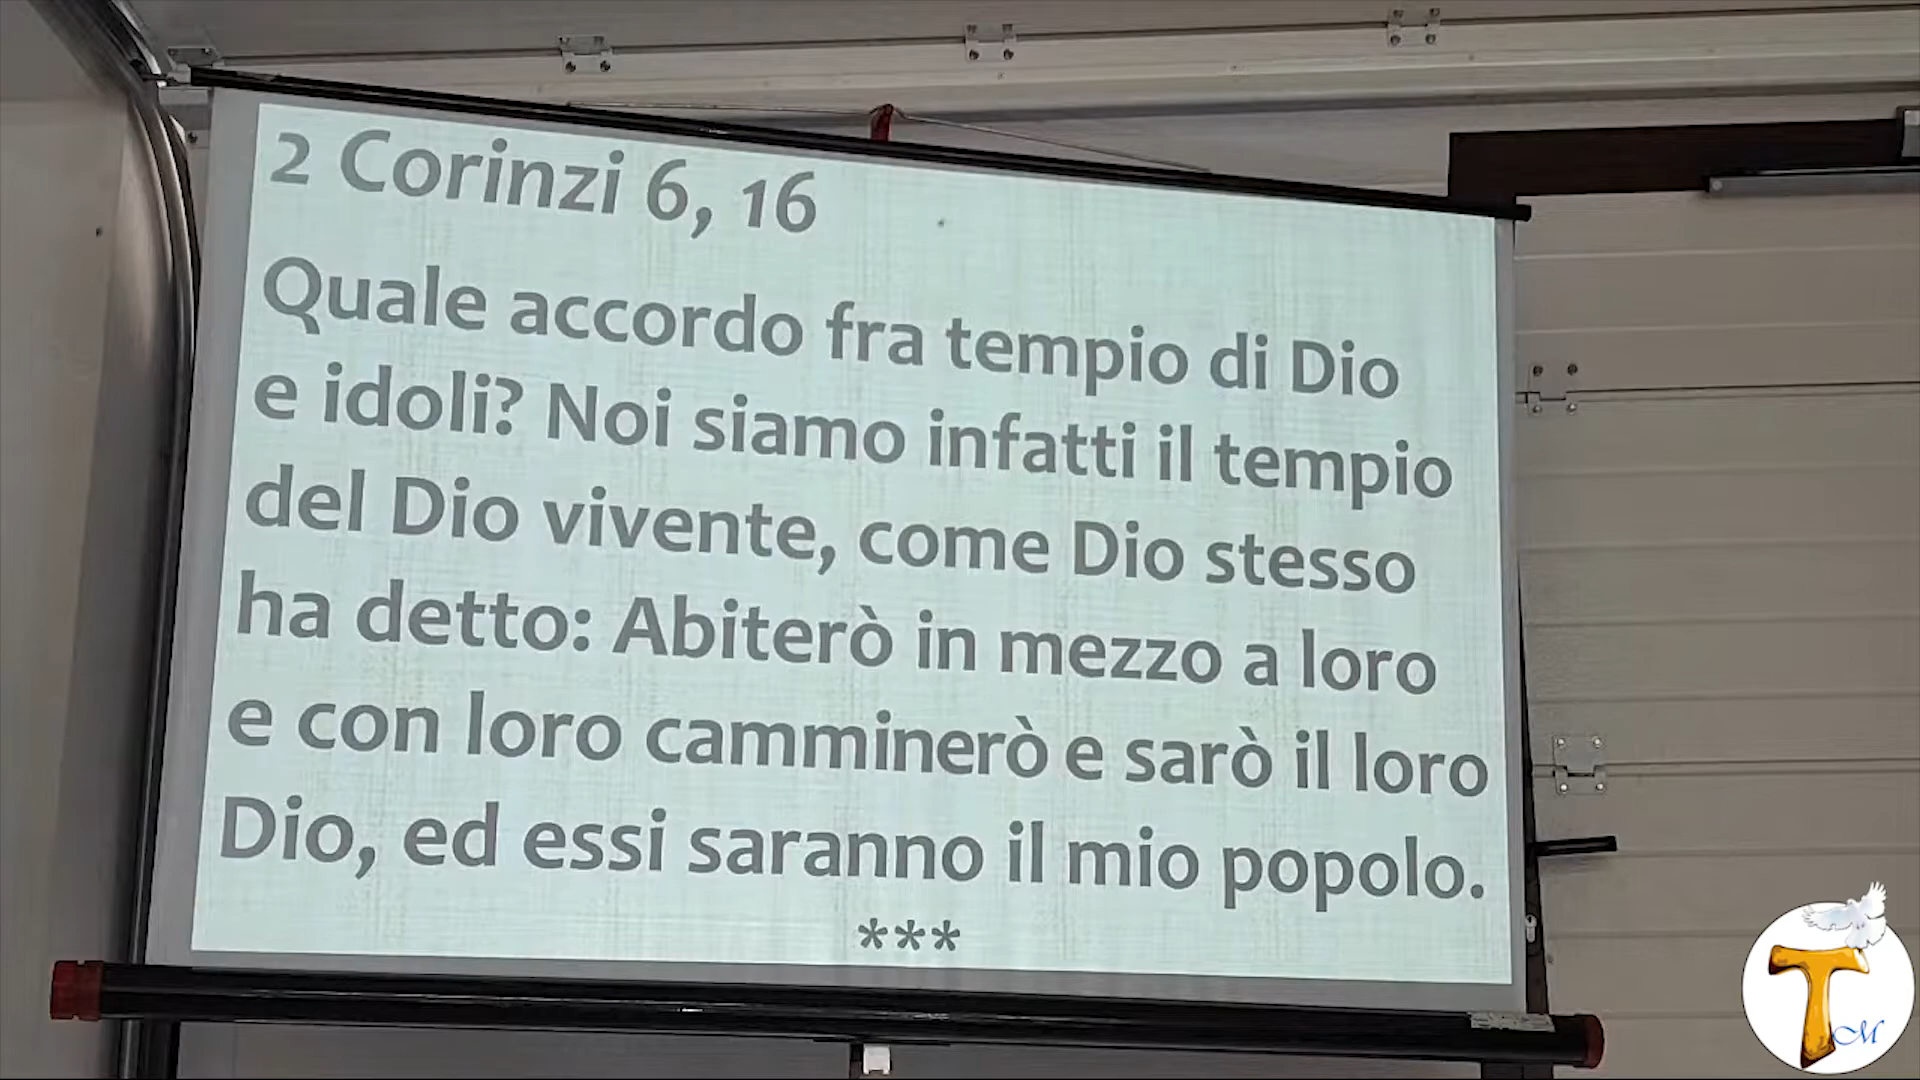 2 Corinzi 6, 16
Quale accordo fra tempio di Dio
e idoli? Noi siamo infatti il tempio
del Dio vivente, come Dio stesso
ha detto: Abiterò in mezzo a loro
e con loro camminerò e sarò il loro
Dio, ed essi saranno il mio popolo.
***
T M